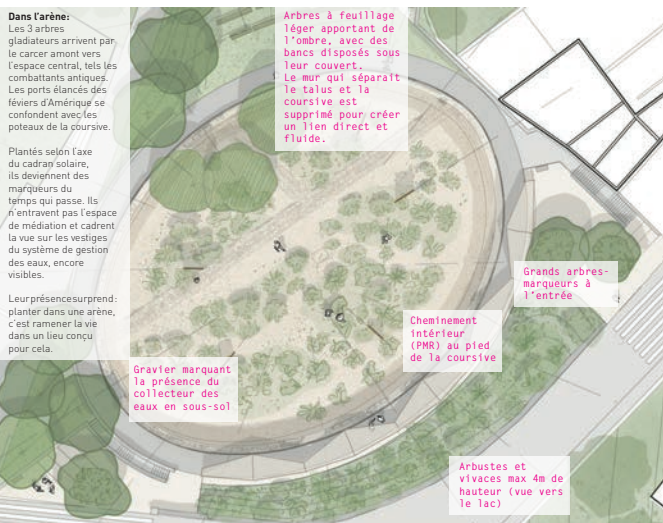 Dans l'arène:
Les 3 arbres
gladiateurs arrivent par
le carcer amont vers
l'espace central, tels les
combattants antiques.
Les ports élancés des
féviers d'Amérique se
confondent avec les
poteaux de la coursive.
Plantés selon l'axe
du cadran solaire,
ils deviennent des
marqueurs du
temps qui passe. Ils
n'entravent pas l'espace
de médiation et cadrent
la vue sur les vestiges
du système de gestion
des eaux, encore
visibles.
Leur présence surprend:
planter dans une arène,
c'est ramener la vie
dans un lieu conçu
pour cela.
Arbres à feuillage
léger apportant de
l'ombre, avec des
bancs disposés sous
leur couvert.
Le mur qui séparait
le talus et la
coursive est
supprimé pour créer
un lien direct et
fluide.
Grands arbres-
marqueurs à
l'entrée
Cheminement
intérieur
(PMR) au pied
de la coursive
Gravier marquant
la présence du
collecteur des
eaux en sous-sol
Arbustes et
vivaces max 4m de
hauteur (vue vers
le lac)